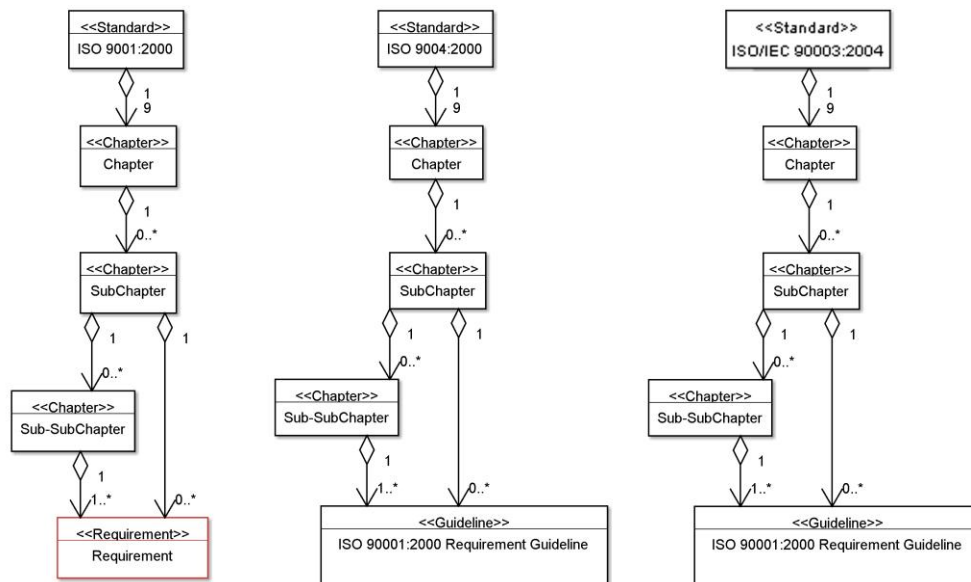 <<Standard>>
ISO 9001:2000
1
9
<<Chapter>>
Chapter
1
0..*
<<Chapter>>
SubChapter
1
1
0..*
<<Chapter>>
Sub-SubChapter
1
1..*
0..*
<<Requirement>>
Requirement
<<Standard>>
ISO 9004:2000
1
9
<<Chapter>>
Chapter
1
0..*
<<Chapter>>
SubChapter
1
1
0..*
<<Chapter>>
Sub-SubChapter
1
1..*
0..*
<<Guideline>>
ISO 90001:2000 Requirement Guideline
<<Standard>>
ISO/IEC 90003:2004
1
9
<<Chapter>>
Chapter
1
0..*
<<Chapter>>
SubChapter
1
1
0..*
<<Chapter>>
Sub-SubChapter
1
1..*
0..*
<<Guideline>>
ISO 90001:2000 Requirement Guideline